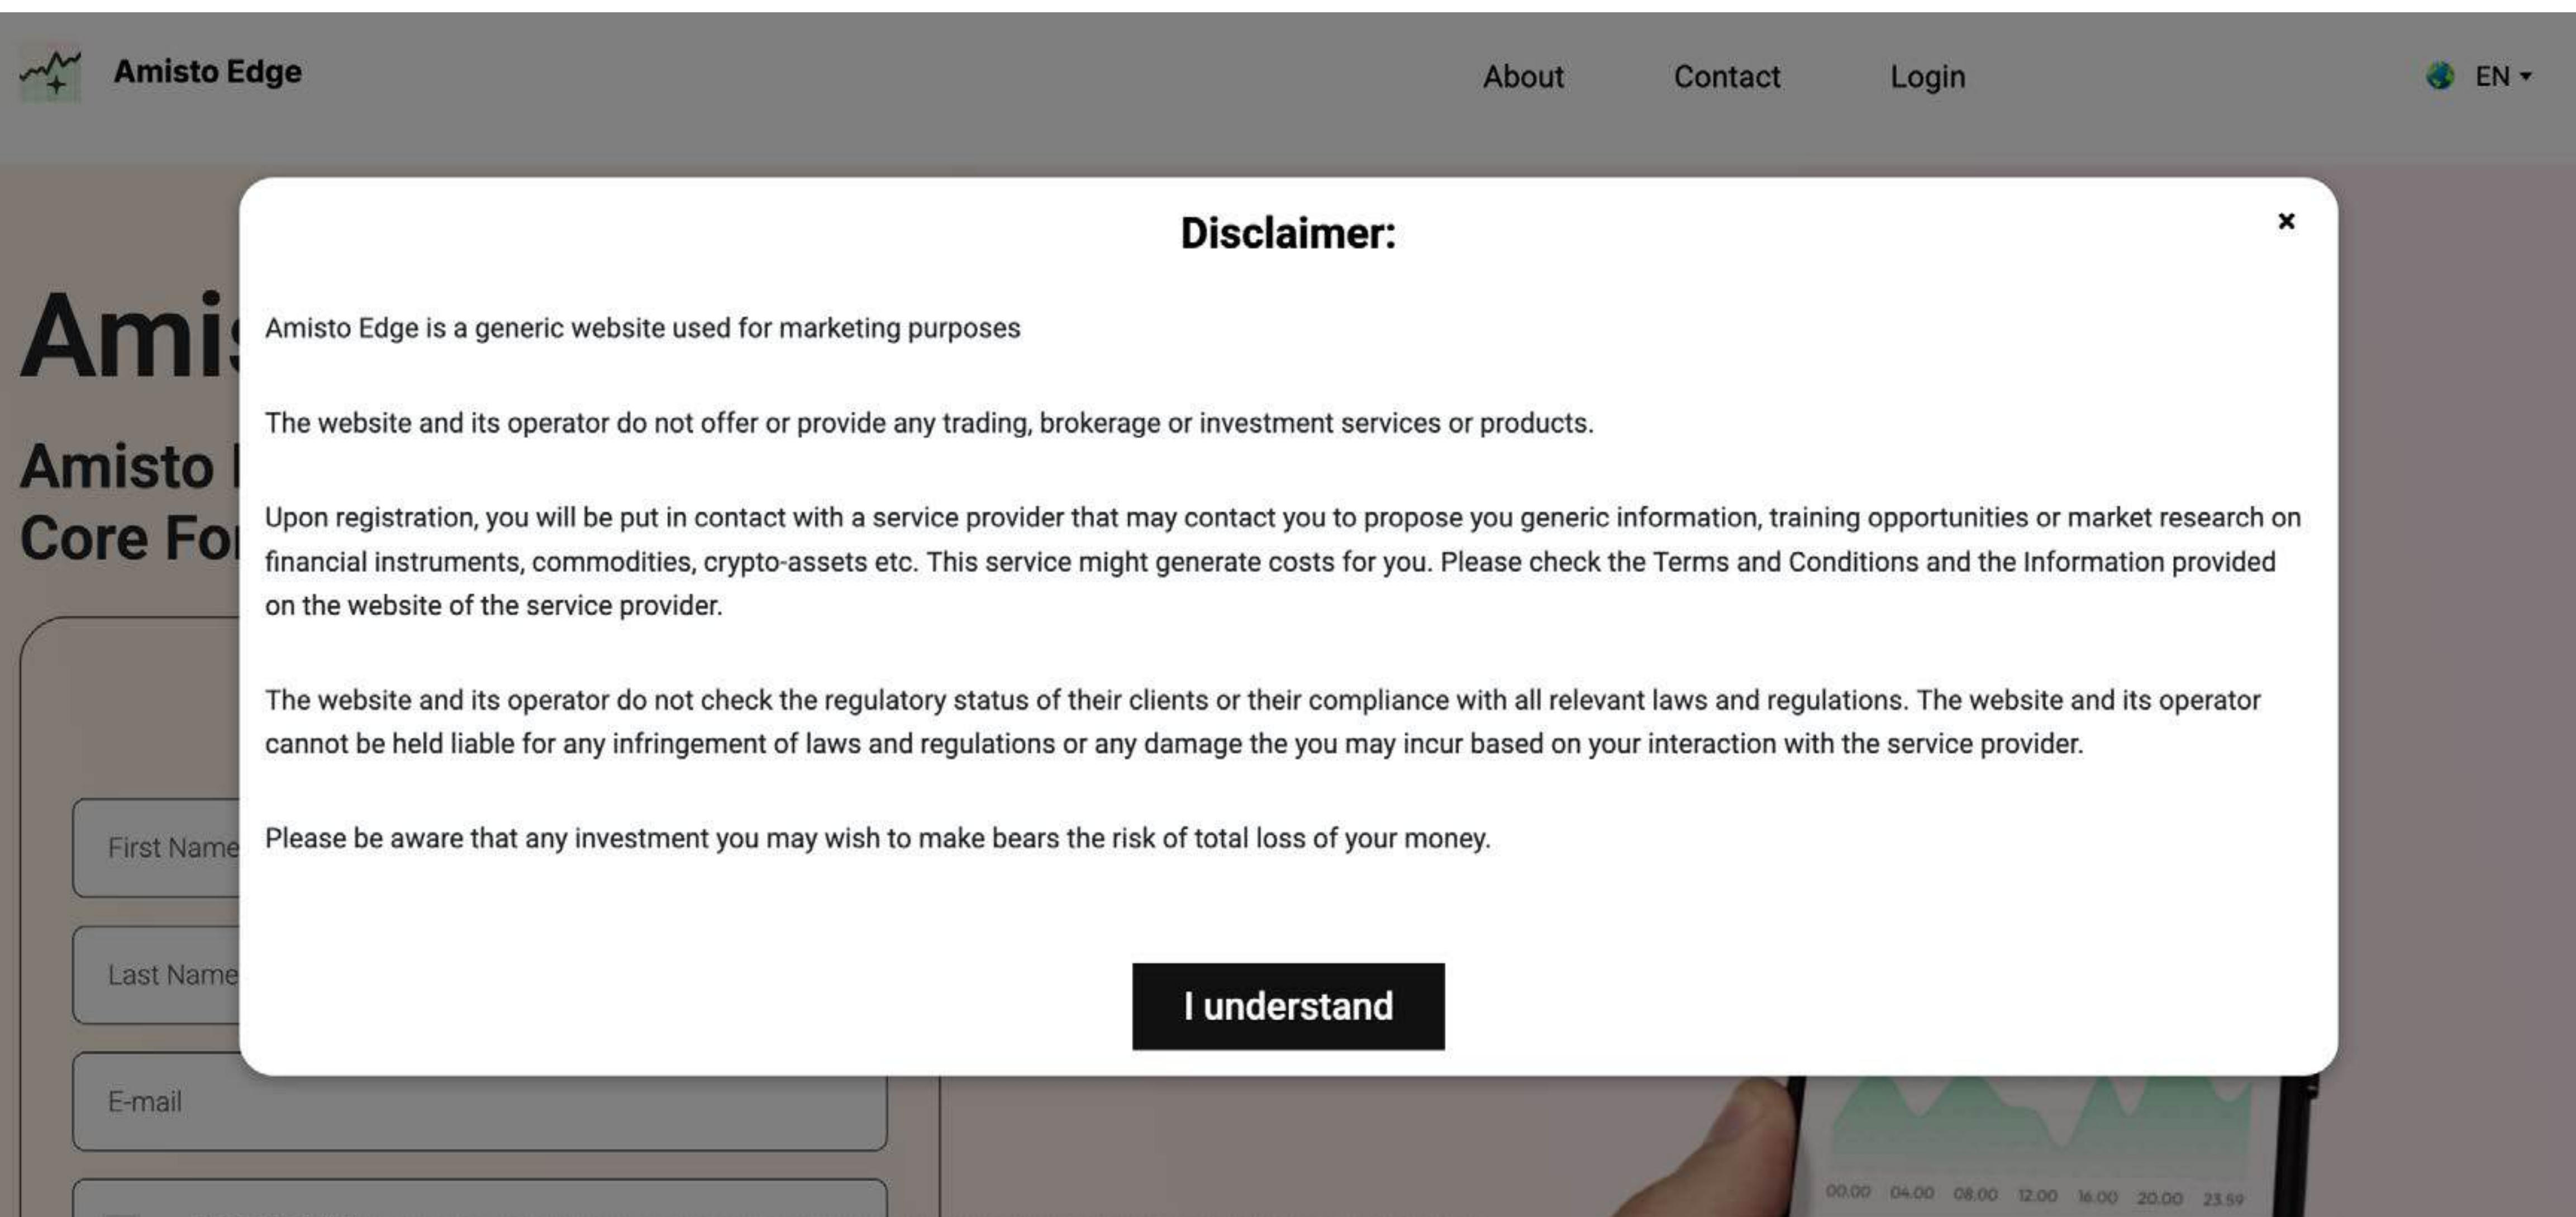 Amisto Edge
About
Contact
Login
EN
Disclaimer:
Amisto Edge is a generic website used for marketing purposes
The website and its operator do not offer or provide any trading, brokerage or investment services or products.
Upon registration, you will be put in contact with a service provider that may contact you to propose you generic information, training opportunities or market research on
financial instruments, commodities, crypto-assets etc. This service might generate costs for you. Please check the Terms and Conditions and the Information provided
on the website of the service provider.
The website and its operator do not check the regulatory status of their clients or their compliance with all relevant laws and regulations. The website and its operator
cannot be held liable for any infringement of laws and regulations or any damage the you may incur based on your interaction with the service provider.
Please be aware that any investment you may wish to make bears the risk of total loss of your money.
I understand
Amisto
Core
First Name
Last Name
E-mail
00.00 04.00 08.00 12.00 16.00 20.00 23.59